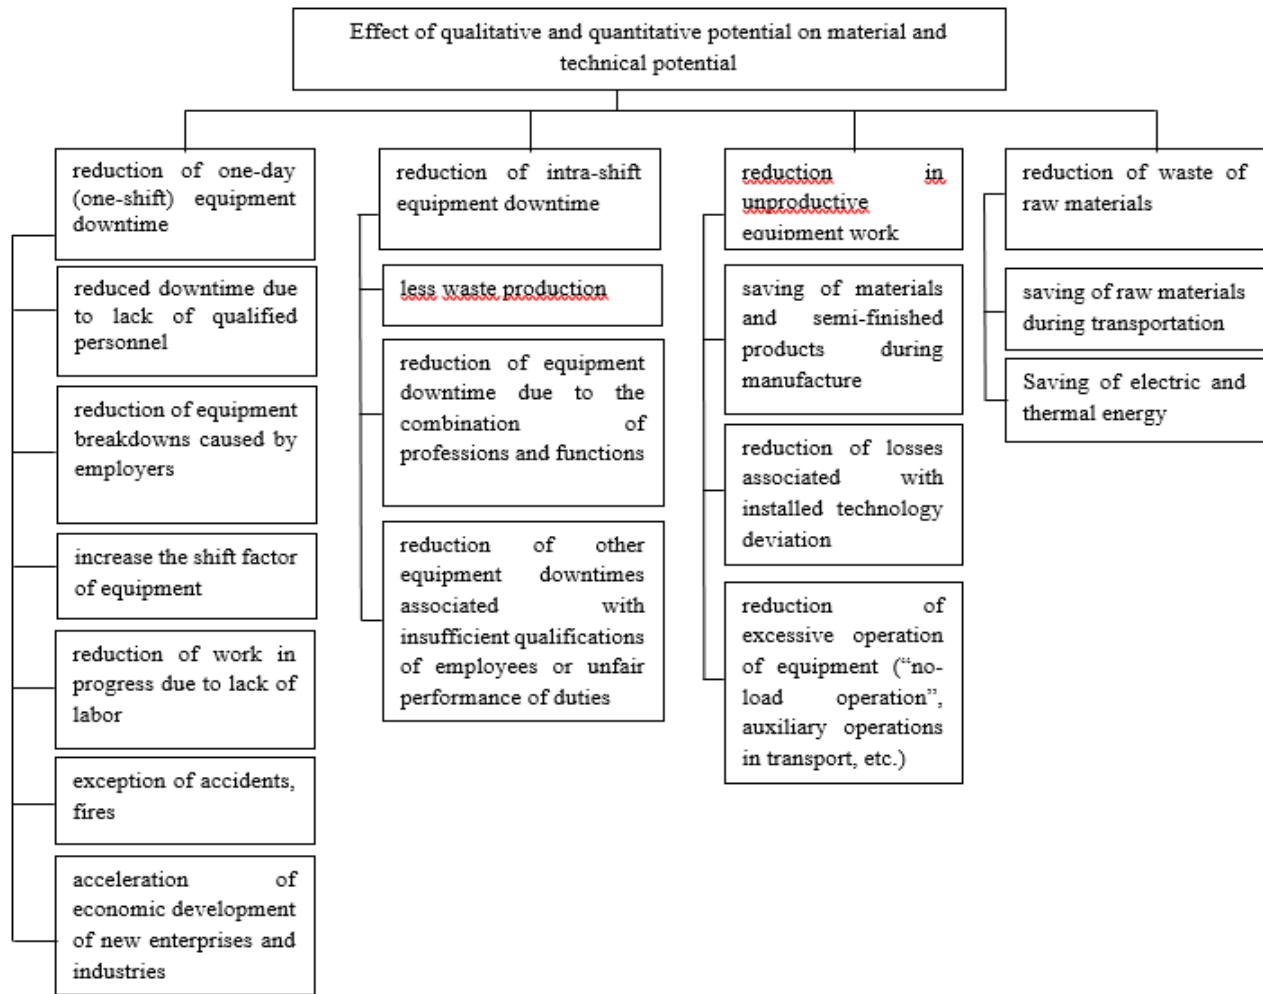 Effect of qualitative and quantitative potential on material and
technical potential
reduction of one-day
(one-shift) equipment
downtime
reduced downtime due
to lack of qualified
personnel
reduction of equipment
breakdowns caused by
employers
increase the shift factor
of equipment
reduction of work in
progress due to lack of
labor
exception of accidents,
fires
acceleration of
economic development
of new enterprises and
industries
reduction of intra-shift
equipment downtime
less waste production
reduction of equipment
downtime due to the
combination of
professions and functions
reduction of other
equipment downtimes
associated with
insufficient qualifications
of employees or unfair
performance of duties
reduction in
unproductive
equipment work
saving of materials
and semi-finished
products during
manufacture
reduction of losses
associated with
installed technology
deviation
reduction of
excessive operation
of equipment (“no-
load operation”,
auxiliary operations
in transport, etc.)
reduction of waste of
raw materials
saving of raw materials
during transportation
Saving of electric and
thermal energy